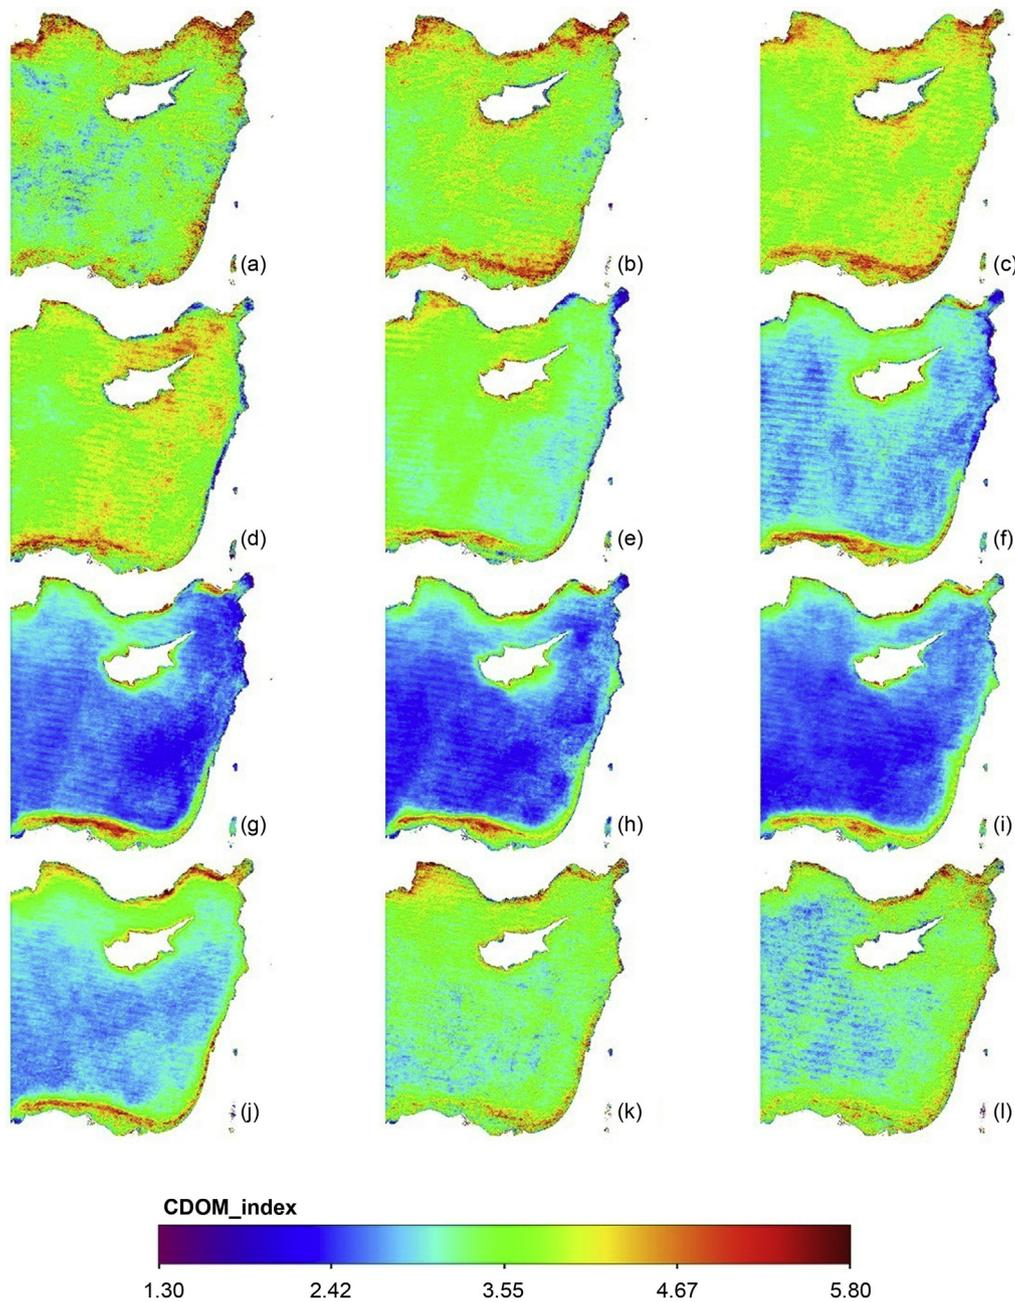 (a) (b) (c)
(d) (e) (f)
(g) (h) (i)
(j) (k) (l)
CDOM_index
1.30 2.42 3.55 4.67 5.80